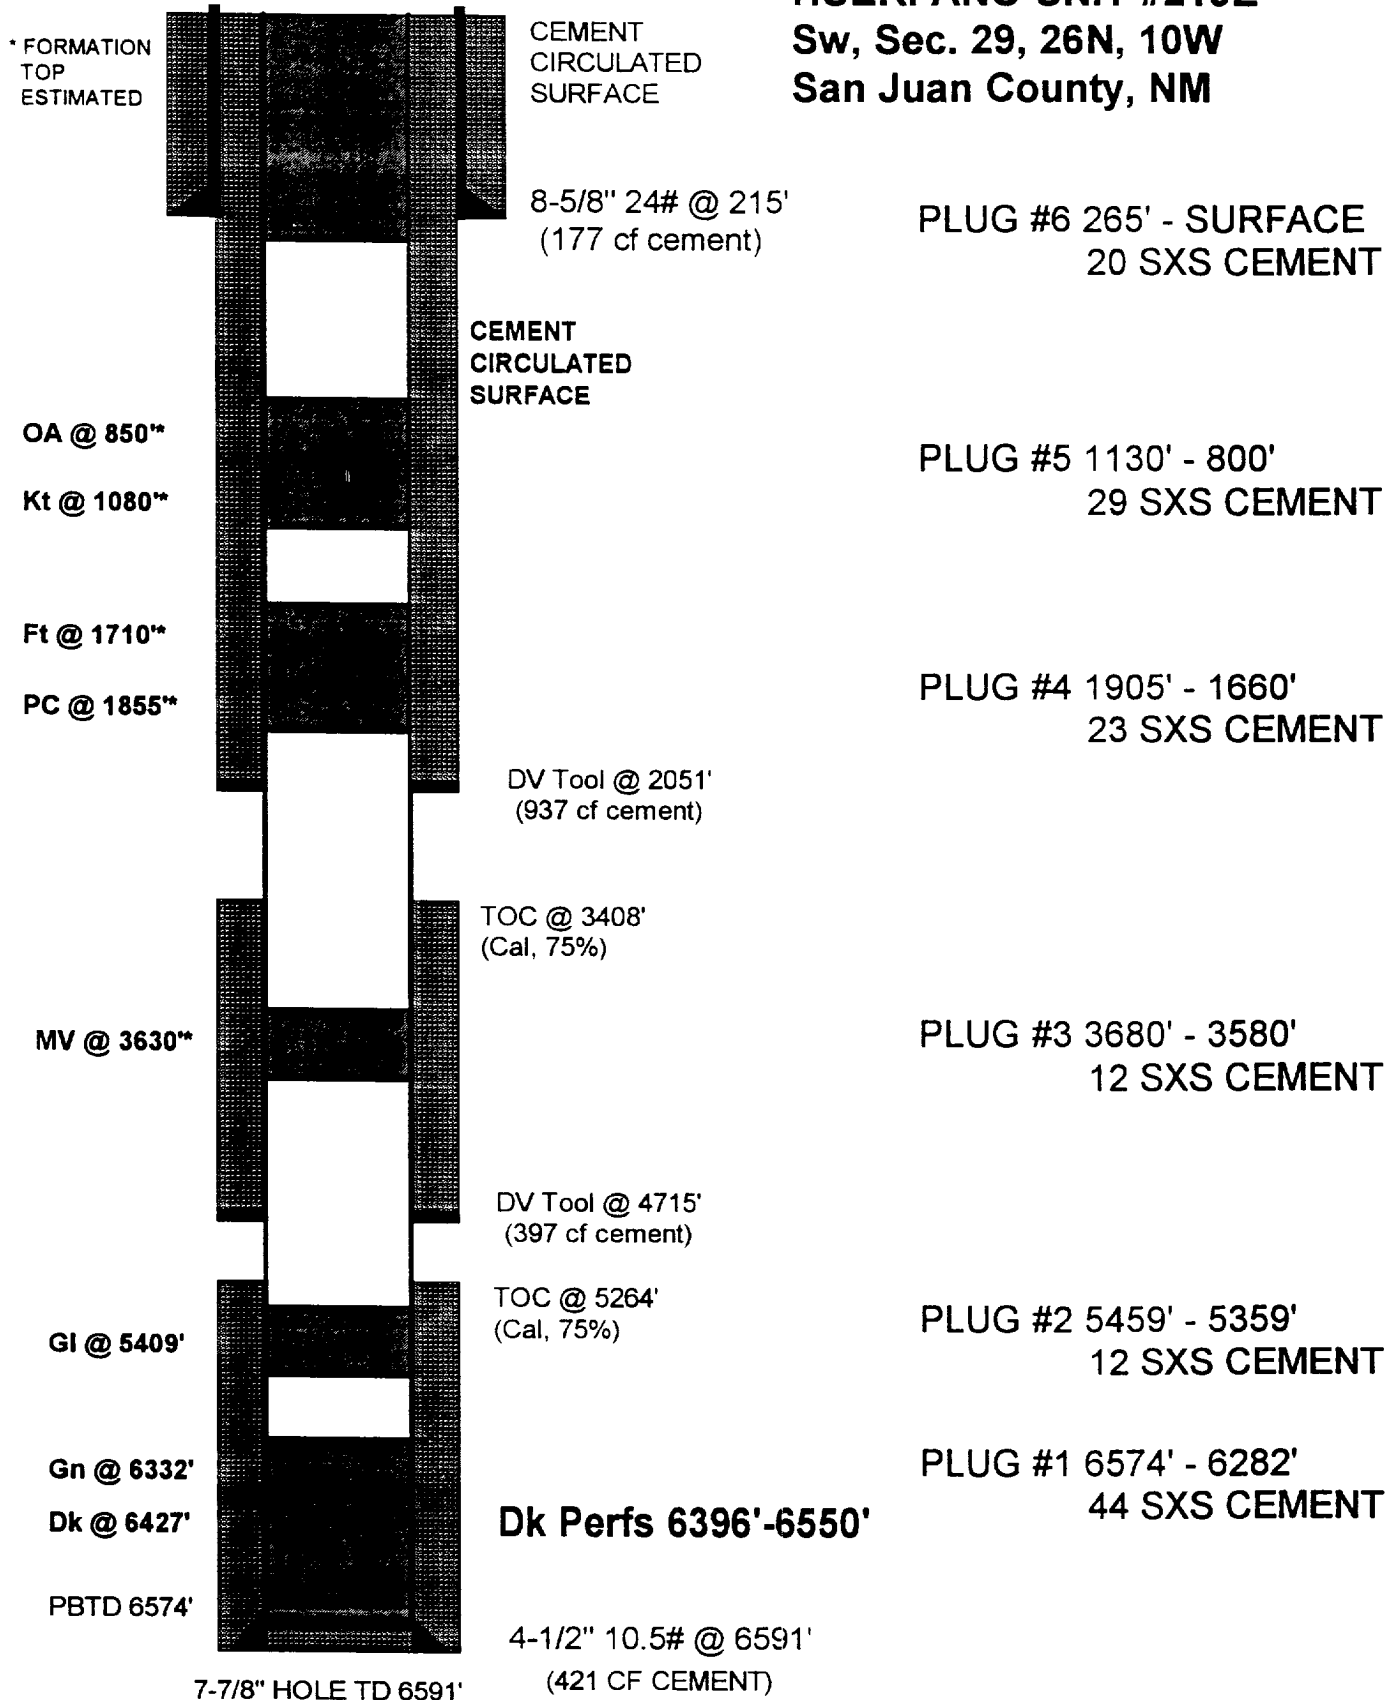 Sw, Sec. 29, 26N, 10W
San Juan County, NM
* FORMATION
TOP
ESTIMATED
CEMENT
CIRCULATED
SURFACE
8-5/8" 24# @ 215'
(177 cf cement)
PLUG #6 265' - SURFACE
20 SXS CEMENT
CEMENT
CIRCULATED
SURFACE
OA @ 850'*
Kt @ 1080'*
PLUG #5 1130' - 800'
29 SXS CEMENT
Ft @ 1710'*
PC @ 1855'*
PLUG #4 1905' - 1660'
23 SXS CEMENT
DV Tool @ 2051'
(937 cf cement)
TOC @ 3408'
(Cal, 75%)
MV @ 3630'*
PLUG #3 3680' - 3580'
12 SXS CEMENT
DV Tool @ 4715'
(397 cf cement)
TOC @ 5264'
(Cal, 75%)
Gl @ 5409'
PLUG #2 5459' - 5359'
12 SXS CEMENT
Gn @ 6332'
Dk @ 6427'
PLUG #1 6574' - 6282'
44 SXS CEMENT
Dk Perfs 6396'-6550'
PBTD 6574'
4-1/2" 10.5# @ 6591'
(421 CF CEMENT)
7-7/8" HOLE TD 6591'